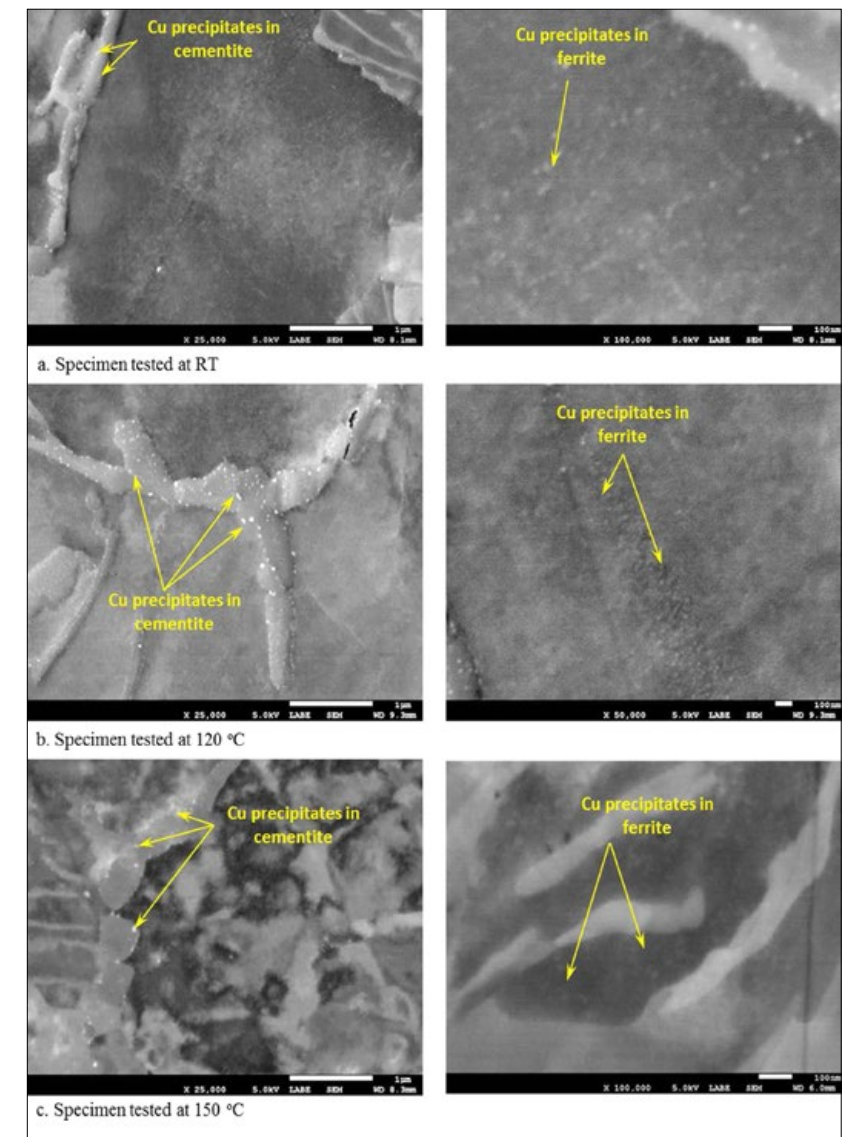 Cu precipitates in
cementite
Cu precipitates in
ferrite
1µm
X 25,000 5.0kV LABE SEM WD 8.1mm
100nm
X 100,000 5.0kV LABE SEM WD 8.1mm
a. Specimen tested at RT
Cu precipitates in
ferrite
Cu precipitates in
cementite
1µm
X 25,000 5.0kV LABE SEM WD 9.3mm
100nm
X 50,000 5.0kV LABE SEM WD 9.3mm
b. Specimen tested at 120 °C
Cu precipitates in
cementite
Cu precipitates in
ferrite
1µm
X 25,000 5.0kV LABE SEM WD 8.3mm
100nm
X 100,000 5.0kV LABE SEM WD 6.0mm
c. Specimen tested at 150 °C